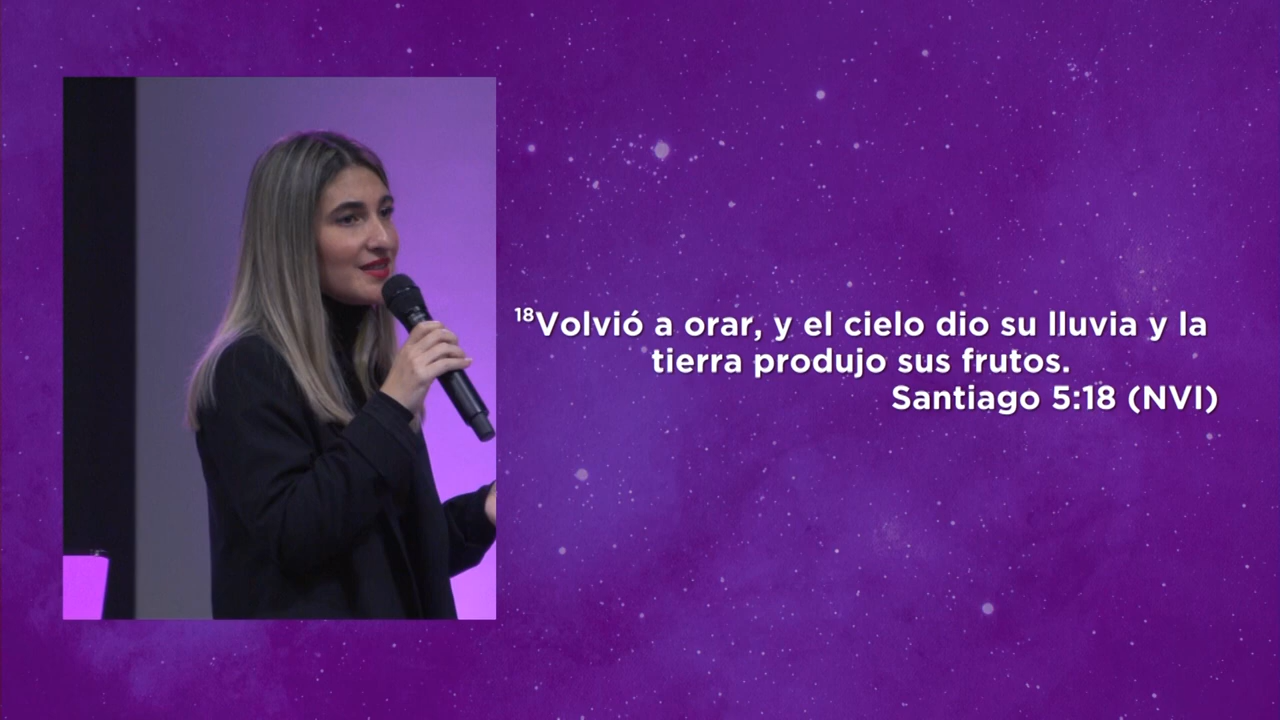 ¹⁸Volvió a orar, y el cielo dio su lluvia y la
tierra produjo sus frutos.
Santiago 5:18 (NVI)